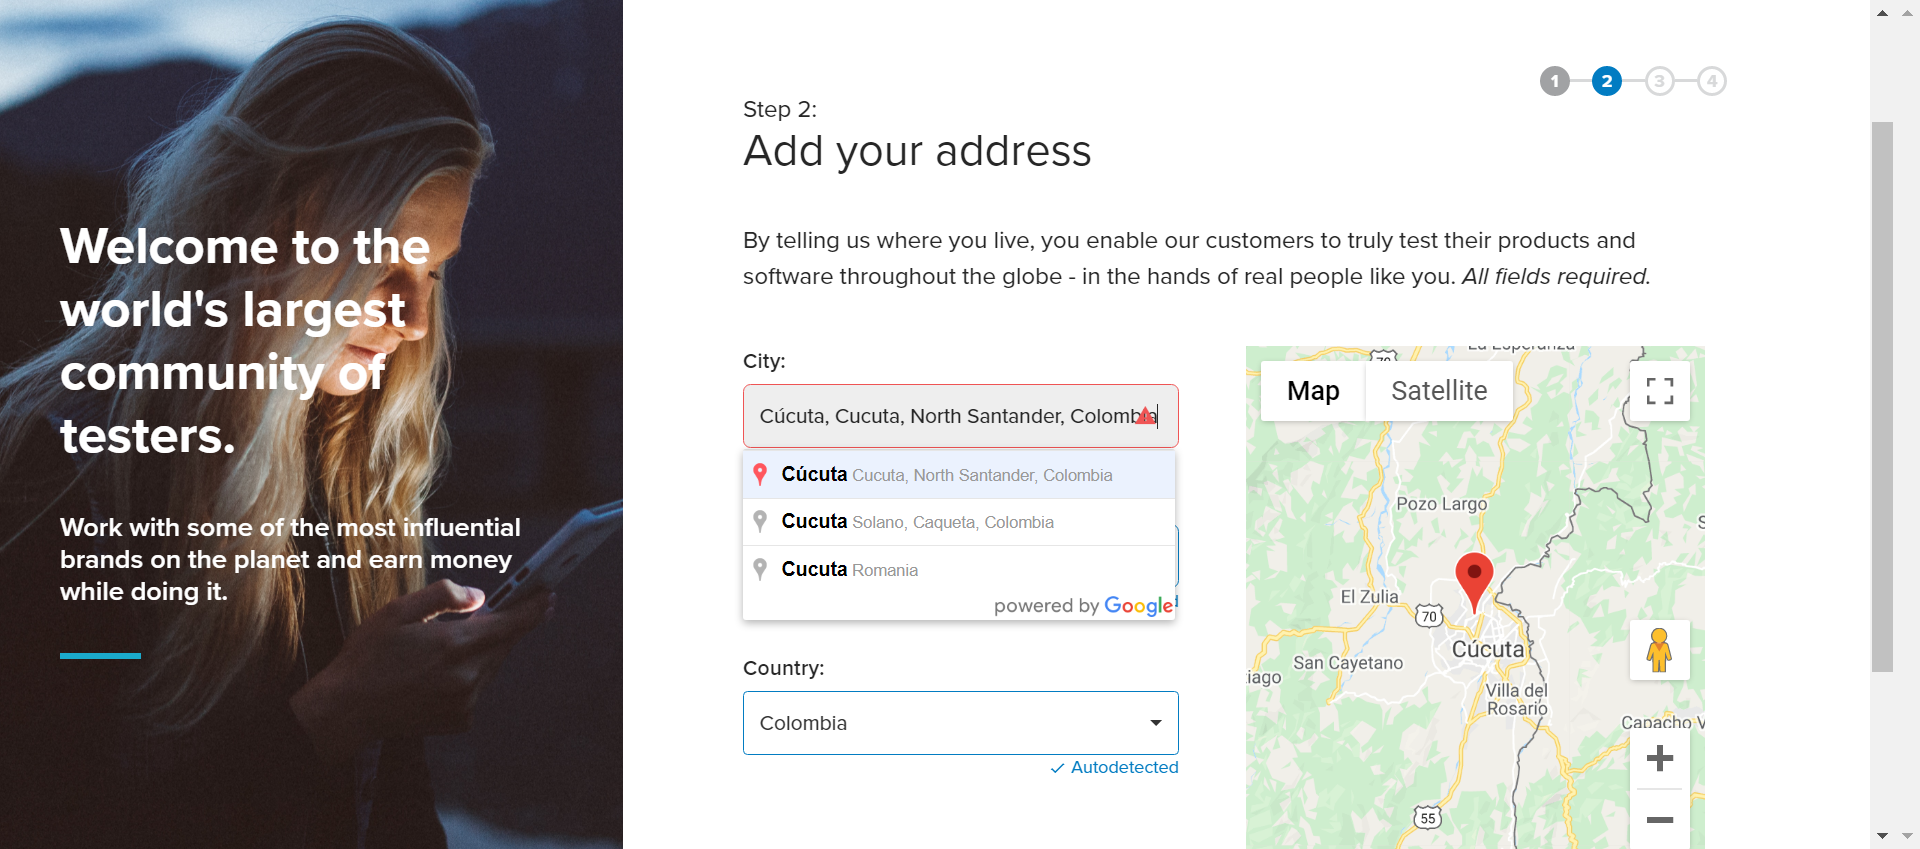 Welcome to the
world's largest
community of
testers.
Work with some of the most influential
brands on the planet and earn money
while doing it.
1
2
3
4
Step 2:
Add your address
By telling us where you live, you enable our customers to truly test their products and
software throughout the globe - in the hands of real people like you. All fields required.
City:
Cúcuta, Cucuta, North Santander, Colombia
Cúcuta Cucuta, North Santander, Colombia
Cucuta Solano, Caqueta, Colombia
Cucuta Romania
powered by Google
Country:
Colombia
Autodetected
La Esperanza
70
Map
Satellite
Pozo Largo
S
El Zulia
70
Cúcuta
San Cayetano
iago
Villa del
Rosario
Capacho V
55